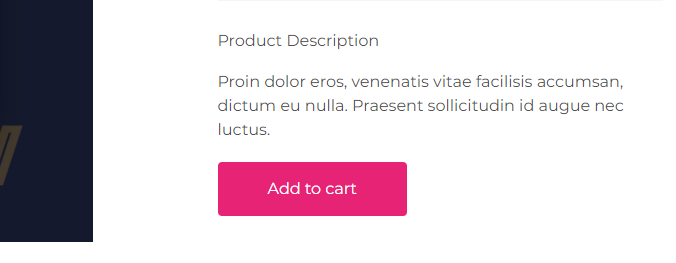 Product Description
Proin dolor eros, venenatis vitae facilisis accumsan,
dictum eu nulla. Praesent sollicitudin id augue nec
luctus.
Add to cart